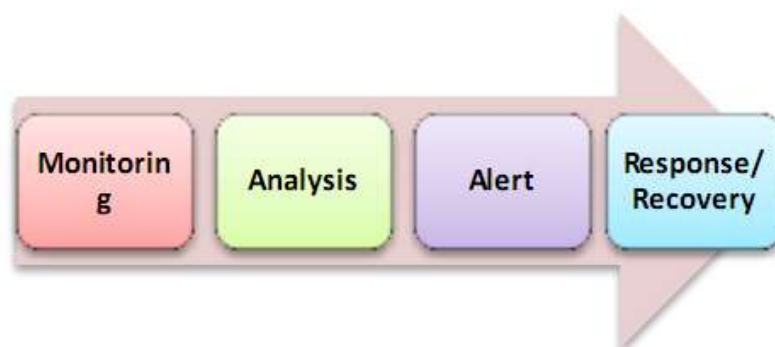 Monitorin
g
Analysis
Alert
Response/
Recovery